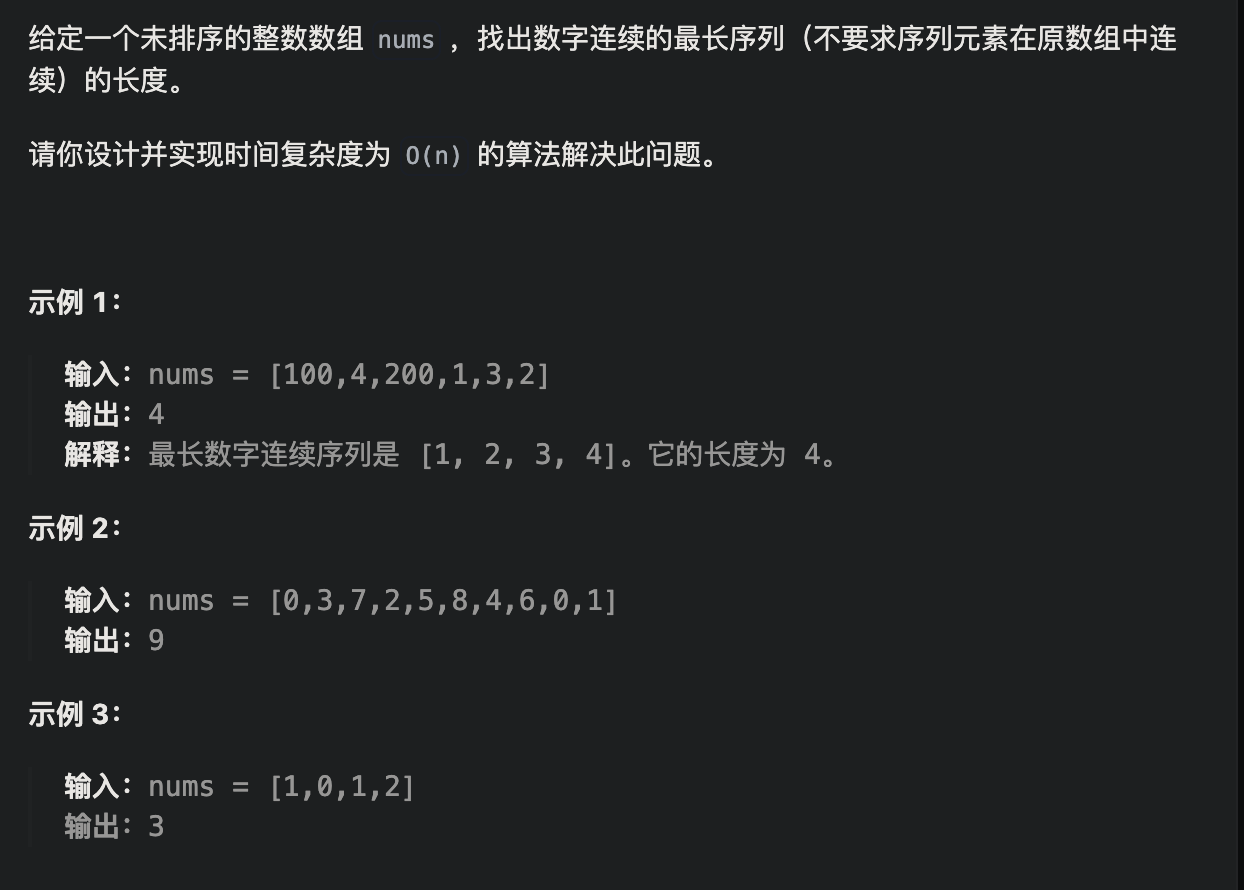 给定一个未排序的整数数组 nums ，找出数字连续的最长序列（不要求序列元素在原数组中连
续）的长度。
请你设计并实现时间复杂度为 O(n) 的算法解决此问题。
示例 1：
输入：nums = [100,4,200,1,3,2]
输出：4
解释：最长数字连续序列是 [1, 2, 3, 4]。它的长度为 4。
示例 2：
输入：nums = [0,3,7,2,5,8,4,6,0,1]
输出：9
示例 3：
输入：nums = [1,0,1,2]
输出：3